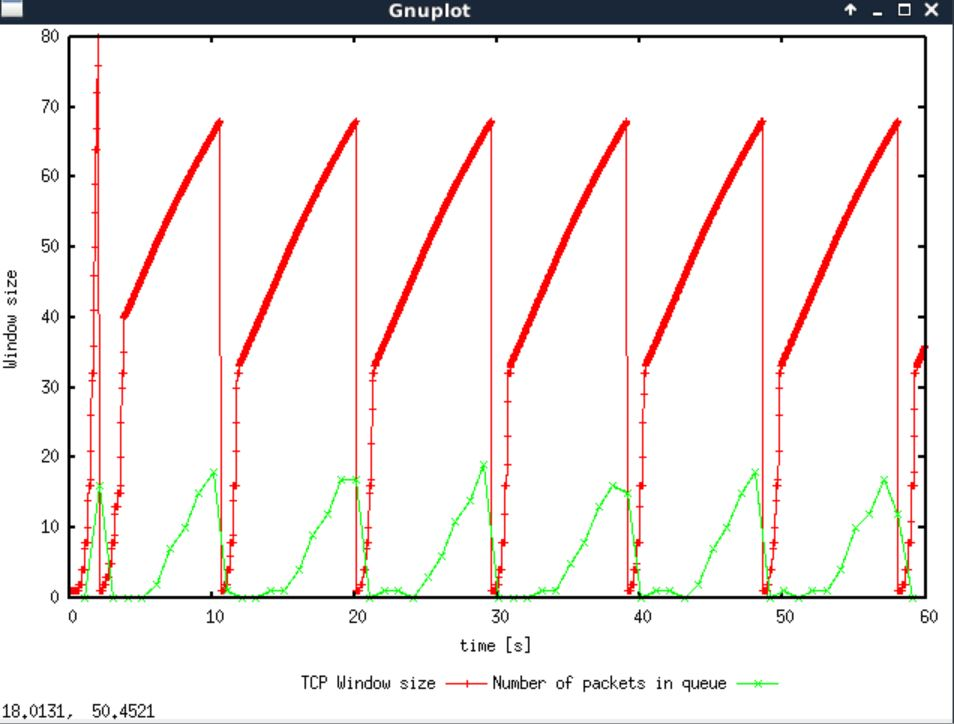 Gnuplot
80
70
60
50
40
30
20
10
0
Window size
0 10 20 30 40 50 60
time [s]
TCP Window size Number of packets in queue
18.0131, 50.4521